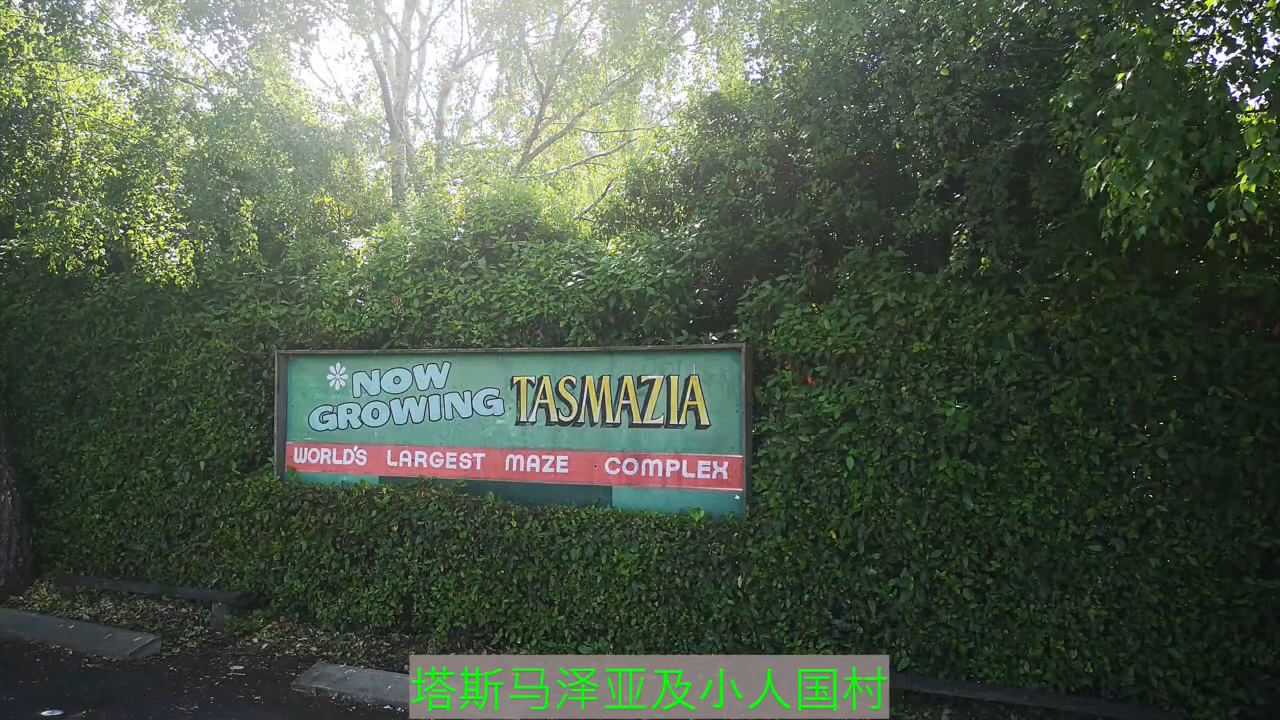 NOW
GROWING TASMAZIA
WORLD'S LARGEST MAZE COMPLEX
塔斯马泽亚及小人国村